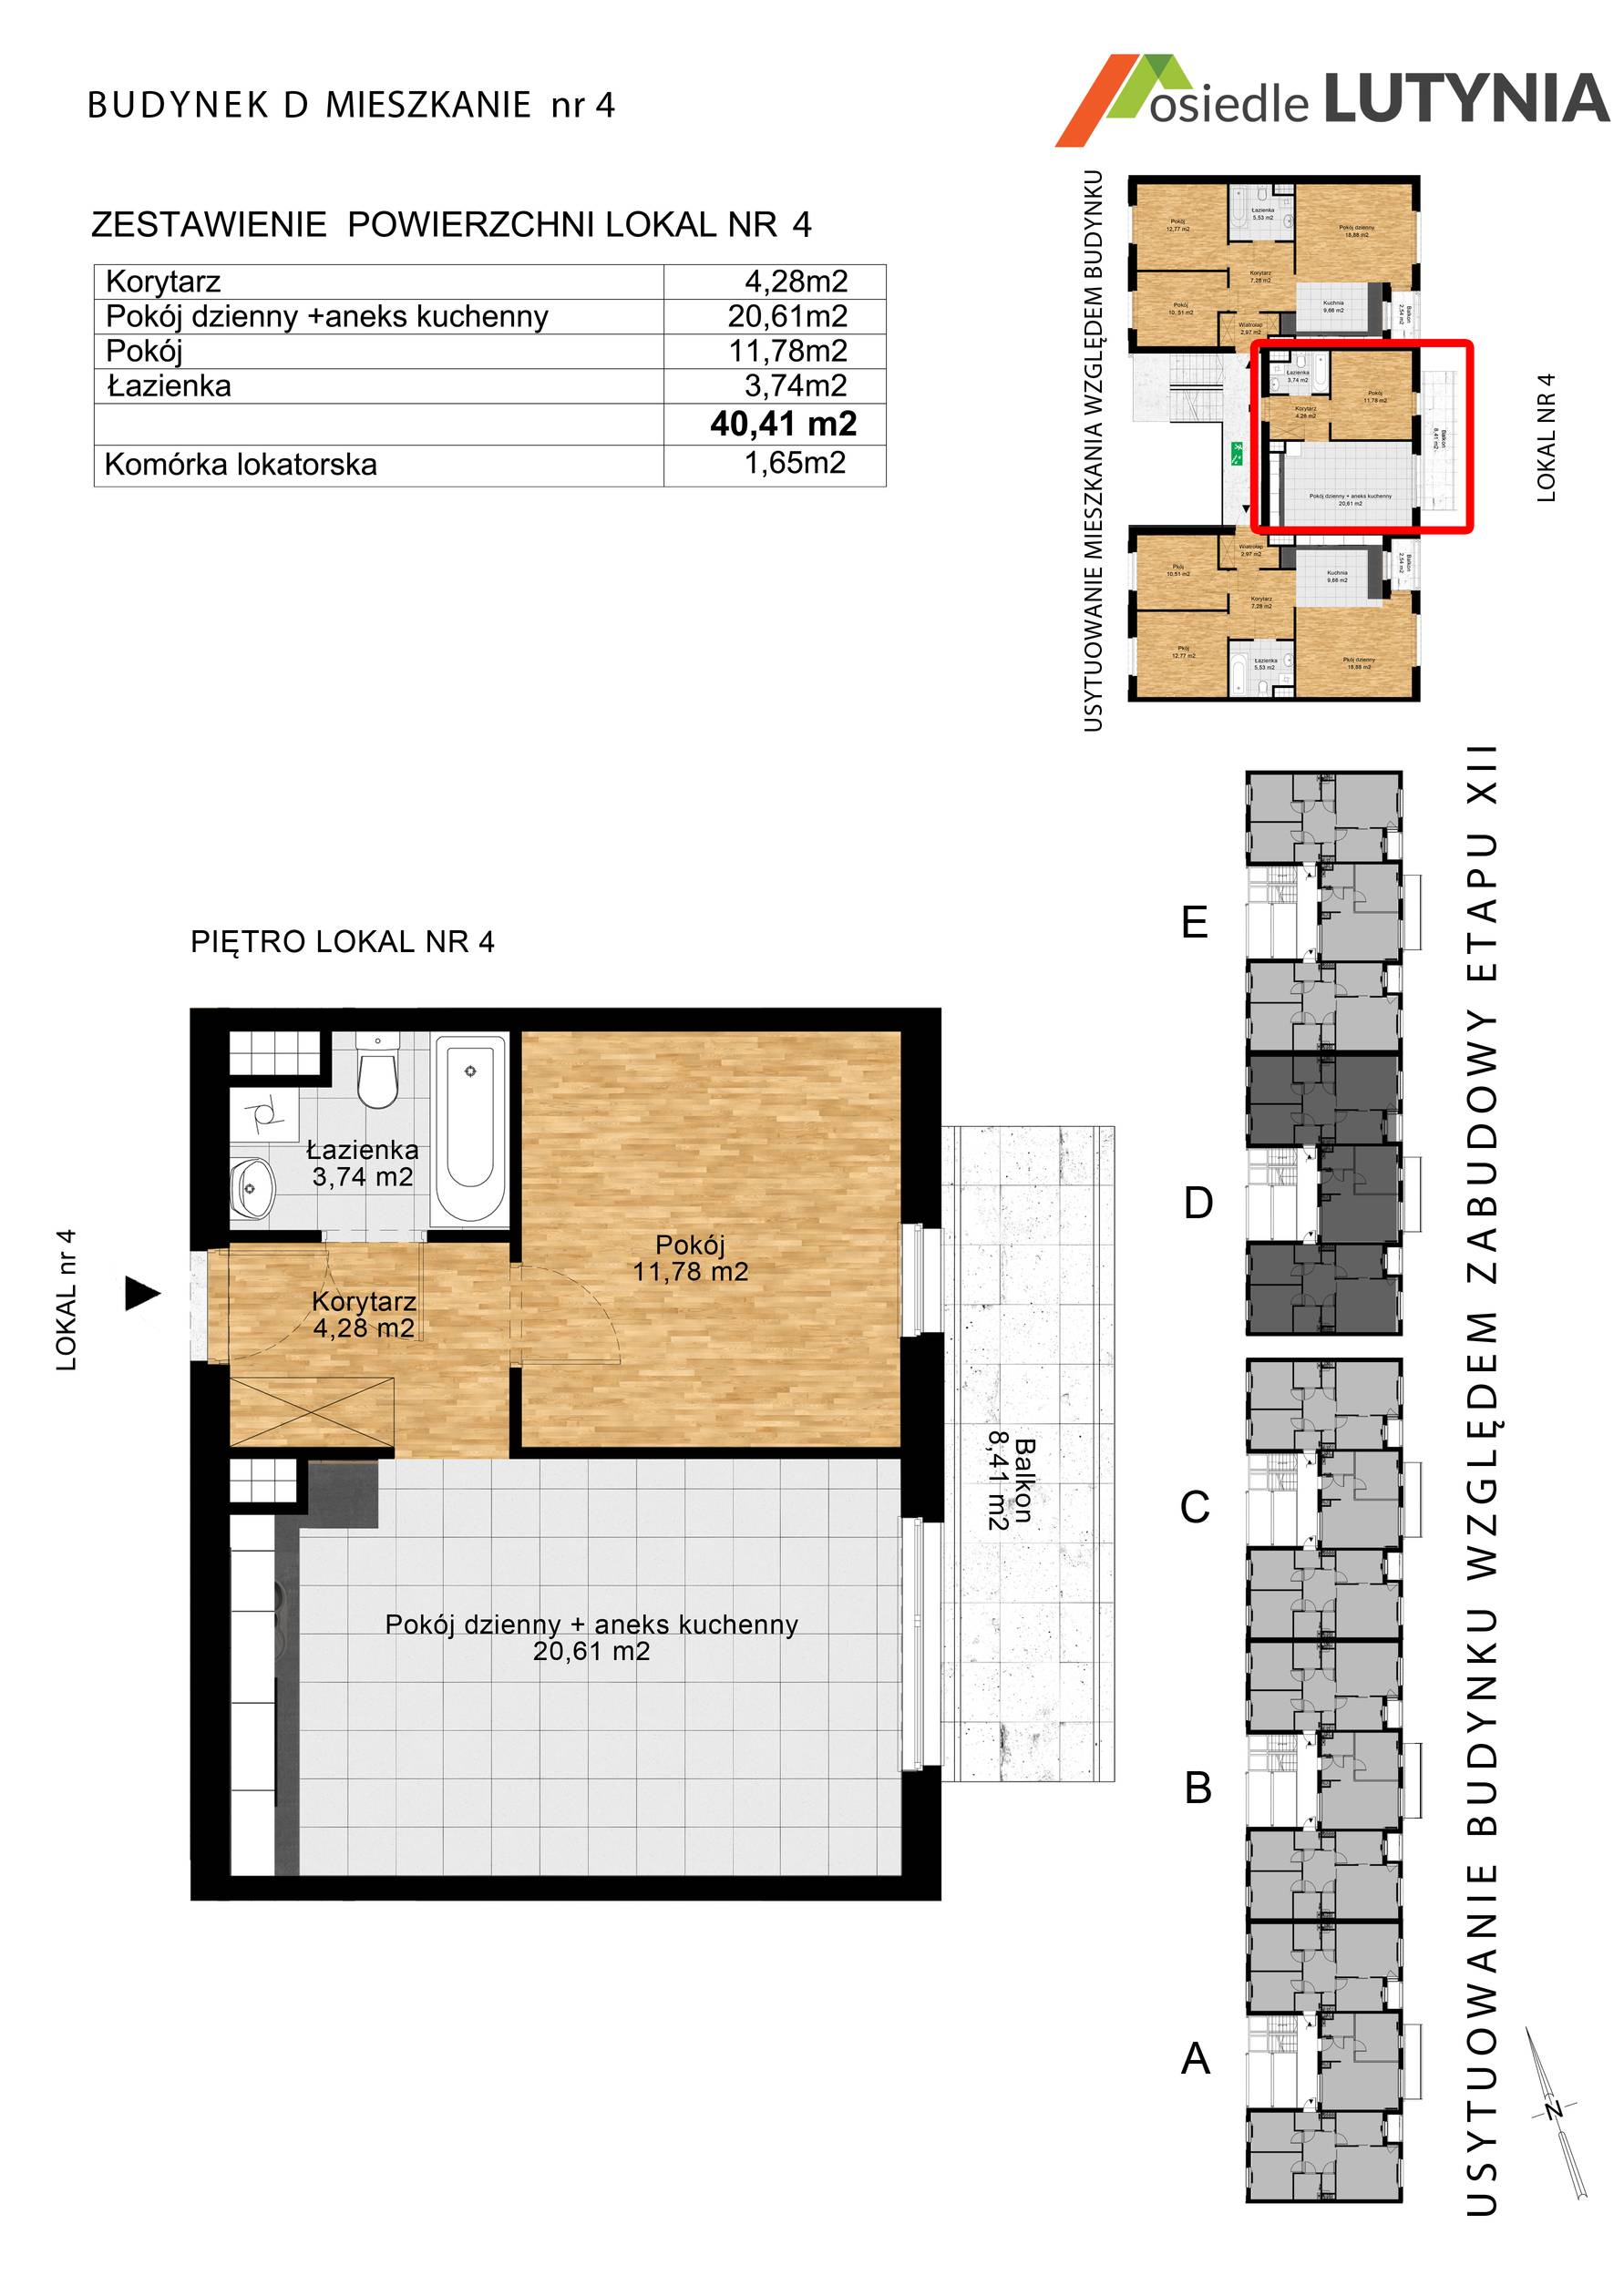 BUDYNEK D MIESZKANIE nr 4
osiedle LUTYNIA
ZESTAWIENIE POWIERZCHNI LOKAL NR 4
Korytarz 4,28m2
Pokój dzienny +aneks kuchenny 20,61m2
Pokój 11,78m2
Łazienka 3,74m2
40,41 m2
Komórka lokatorska 1,65m2
USYTUOWANIE MIESZKANIA WZGLĘDEM BUDYNKU
Pokój
12,77 m2
Łazienka
5,53 m2
Pokój dzienny
18,88 m2
Korytarz
7,28 m2
Pokój
10,51 m2
Kuchnia
9,66 m2
Balkon
2,54 m2
Wiatrołap
2,97 m2
Łazienka
3,74 m2
Pokój
11,78 m2
Korytarz
4,28 m2
Balkon
8,41 m2
Pokój dzienny + aneks kuchenny
20,61 m2
Wiatrołap
2,97 m2
Pkój
10,51 m2
Kuchnia
9,66 m2
Balkon
2,54 m2
Korytarz
7,28 m2
Pkój
12,77 m2
Łazienka
5,53 m2
Pkój dzienny
18,88 m2
LOKAL NR 4
PIĘTRO LOKAL NR 4
LOKAL nr 4
Łazienka
3,74 m2
Pokój
11,78 m2
Korytarz
4,28 m2
Balkon
8,41 m2
Pokój dzienny + aneks kuchenny
20,61 m2
E
D
C
B
A
USYTUOWANIE BUDYNKU WZGLĘDEM ZABUDOWY ETAPU XII
N